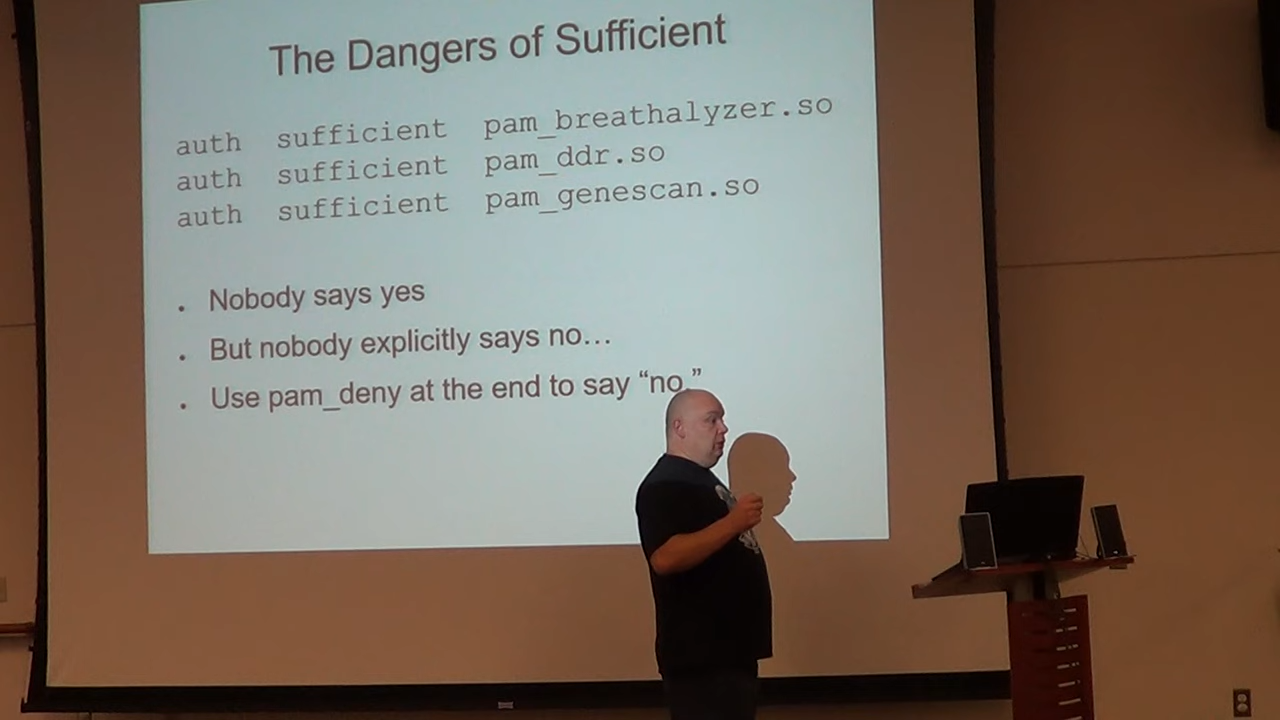 The Dangers of Sufficient
auth sufficient pam_breathalyzer.so
auth sufficient pam_ddr.so
auth sufficient pam_genescan.so
• Nobody says yes
• But nobody explicitly says no…
• Use pam_deny at the end to say “no.”